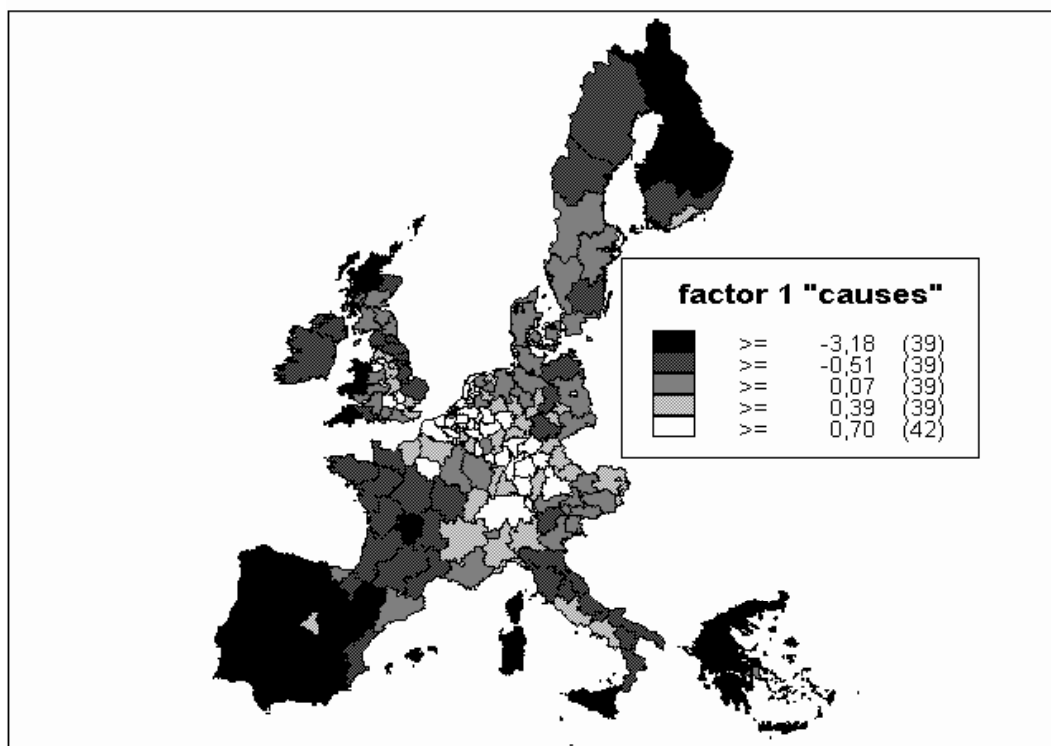 factor 1 "causes"
>= -3,18 (39)
>= -0,51 (39)
>= 0,07 (39)
>= 0,39 (39)
>= 0,70 (42)